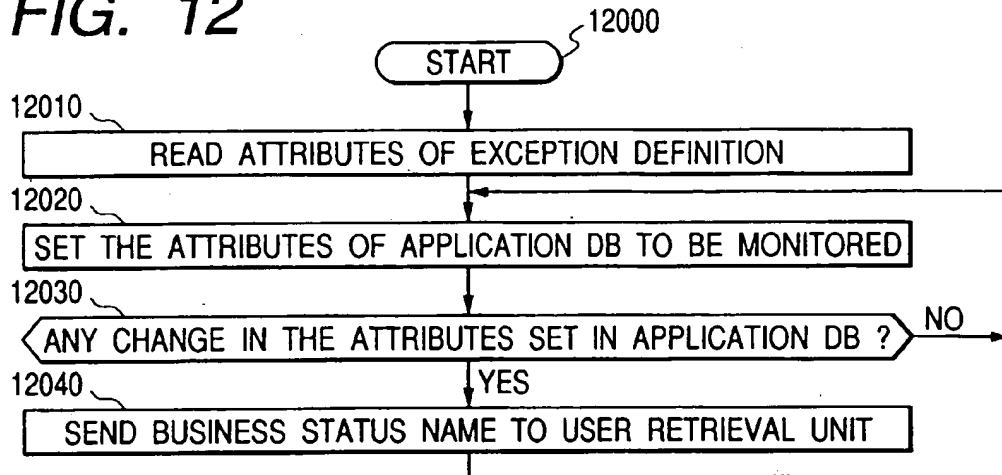 FIG. 12
12000
START
12010
READ ATTRIBUTES OF EXCEPTION DEFINITION
12020
SET THE ATTRIBUTES OF APPLICATION DB TO BE MONITORED
12030
ANY CHANGE IN THE ATTRIBUTES SET IN APPLICATION DB ?
NO
YES
12040
SEND BUSINESS STATUS NAME TO USER RETRIEVAL UNIT